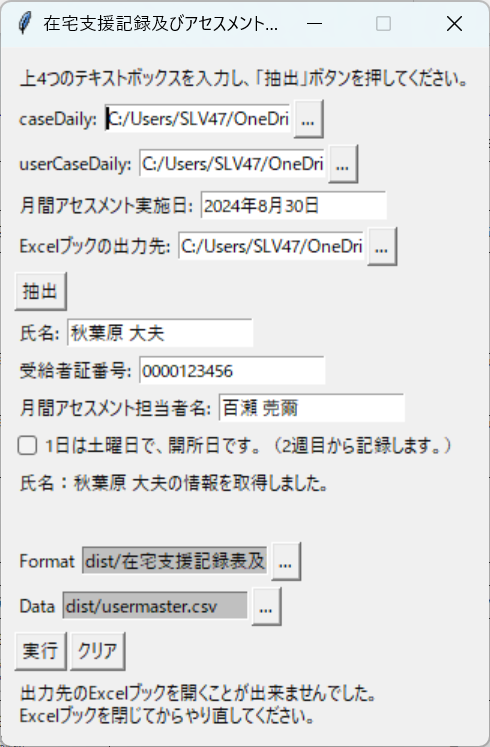 在宅支援記録及びアセスメント...
上4つのテキストボックスを入力し、「抽出」ボタンを押してください。
caseDaily: C:/Users/SLV47/OneDri ...
userCaseDaily: C:/Users/SLV47/OneDri ...
月間アセスメント実施日: 2024年8月30日
Excelブックの出力先: C:/Users/SLV47/OneDri ...
抽出
氏名: 秋葉原 大夫
受給者証番号: 0000123456
月間アセスメント担当者名: 百瀬 莞爾
1日は土曜日で、開所日です。（2週目から記録します。）
氏名：秋葉原 大夫の情報を取得しました。
Format dist/在宅支援記録表及 ...
Data dist/usermaster.csv ...
実行 クリア
出力先のExcelブックを開くことが出来ませんでした。
Excelブックを閉じてからやり直してください。